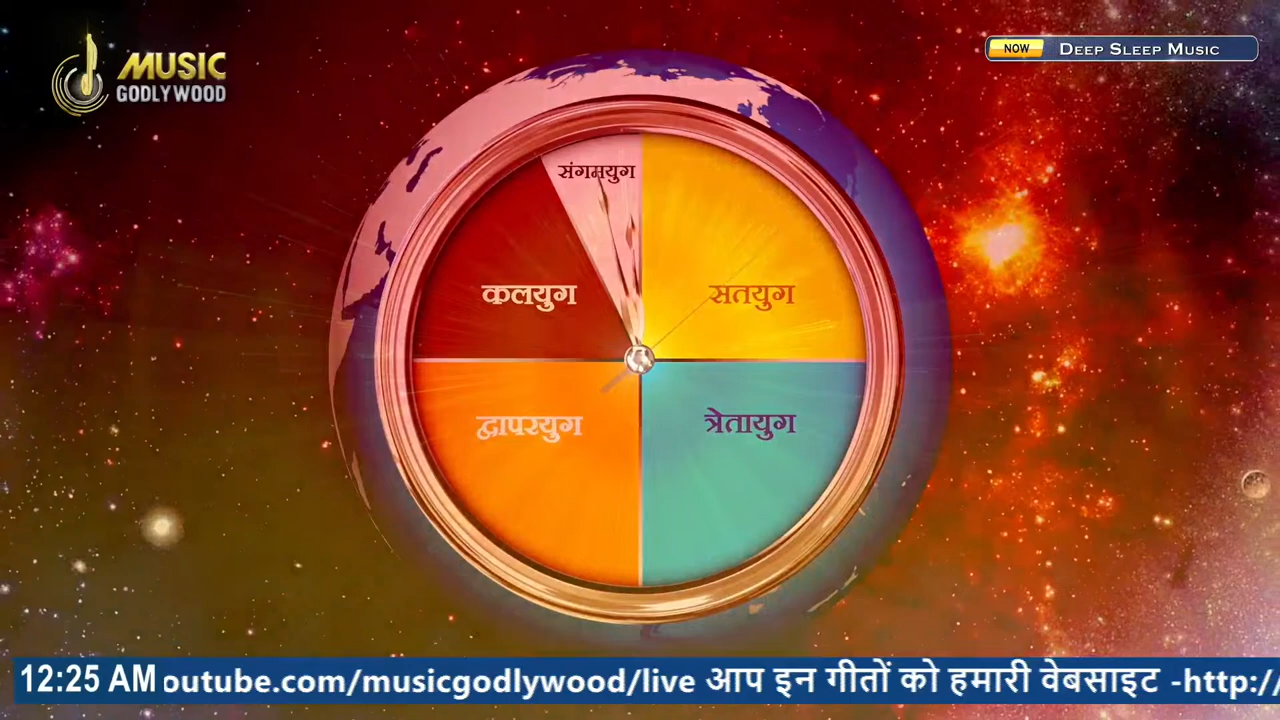 MUSIC
GODLYWOOD
NOW DEEP SLEEP MUSIC
संगमयुग
कलयुग
सतयुग
द्वापरयुग
त्रेतायुग
12:25 AM outube.com/musicgodlywood/live आप इन गीतों को हमारी वेबसाइट -http://